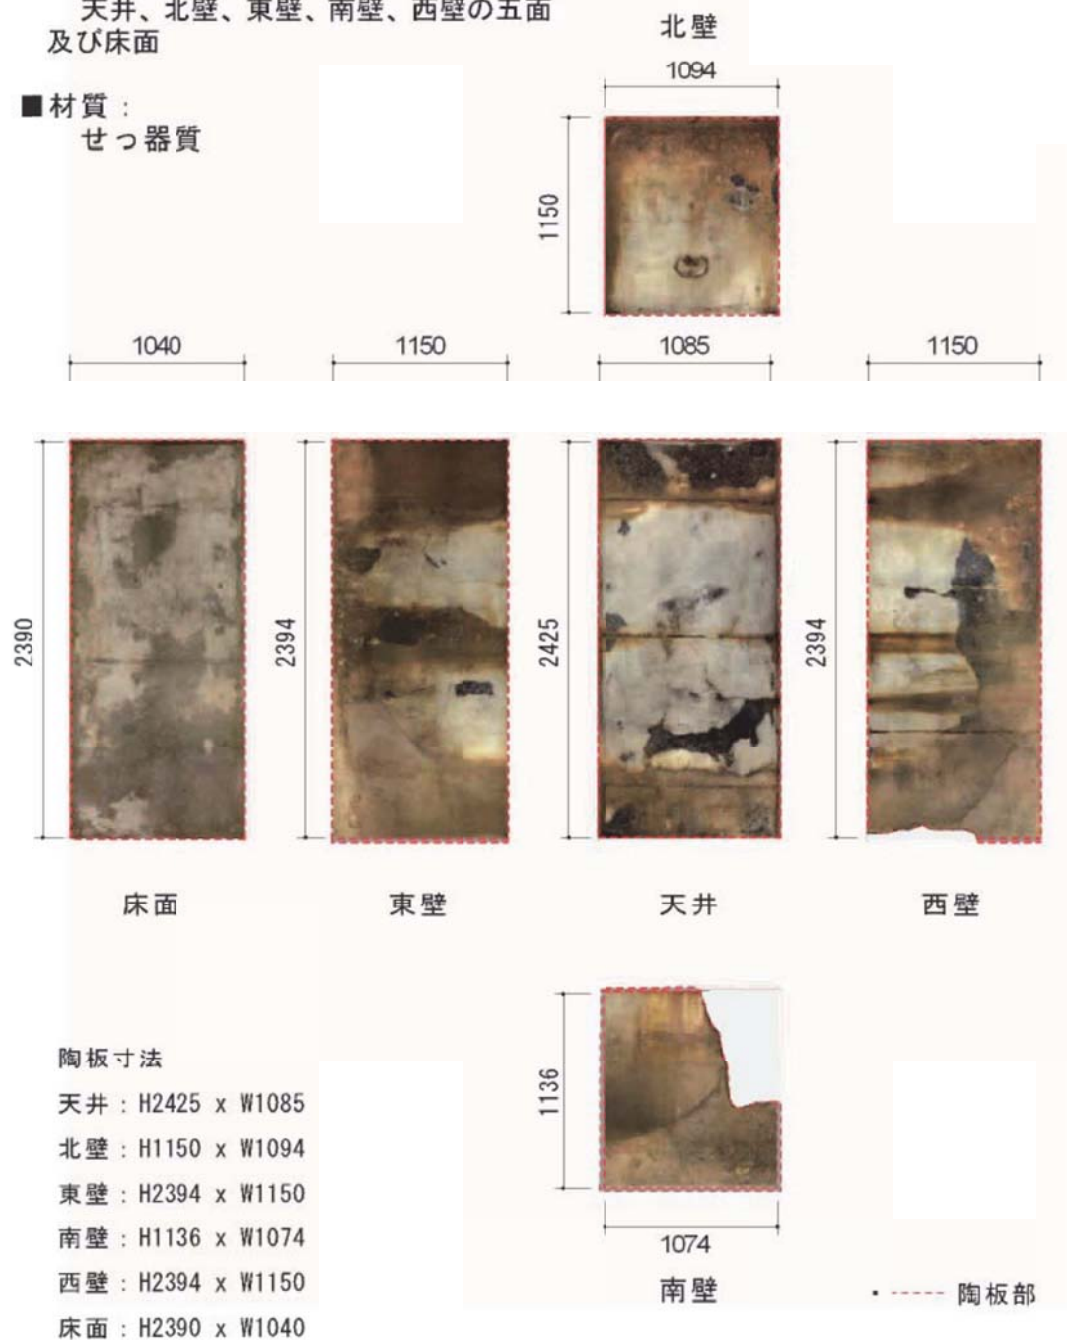 天井、北壁、東壁、南壁、西壁の五面
及び床面
■材質：
せっ器質
北壁
1094
1150
1040
1150
1085
1150
2390
2394
2425
2394
床面
東壁
天井
西壁
1136
1074
南壁
陶板寸法
天井：H2425 x W1085
北壁：H1150 x W1094
東壁：H2394 x W1150
南壁：H1136 x W1074
西壁：H2394 x W1150
床面：H2390 x W1040
陶板部